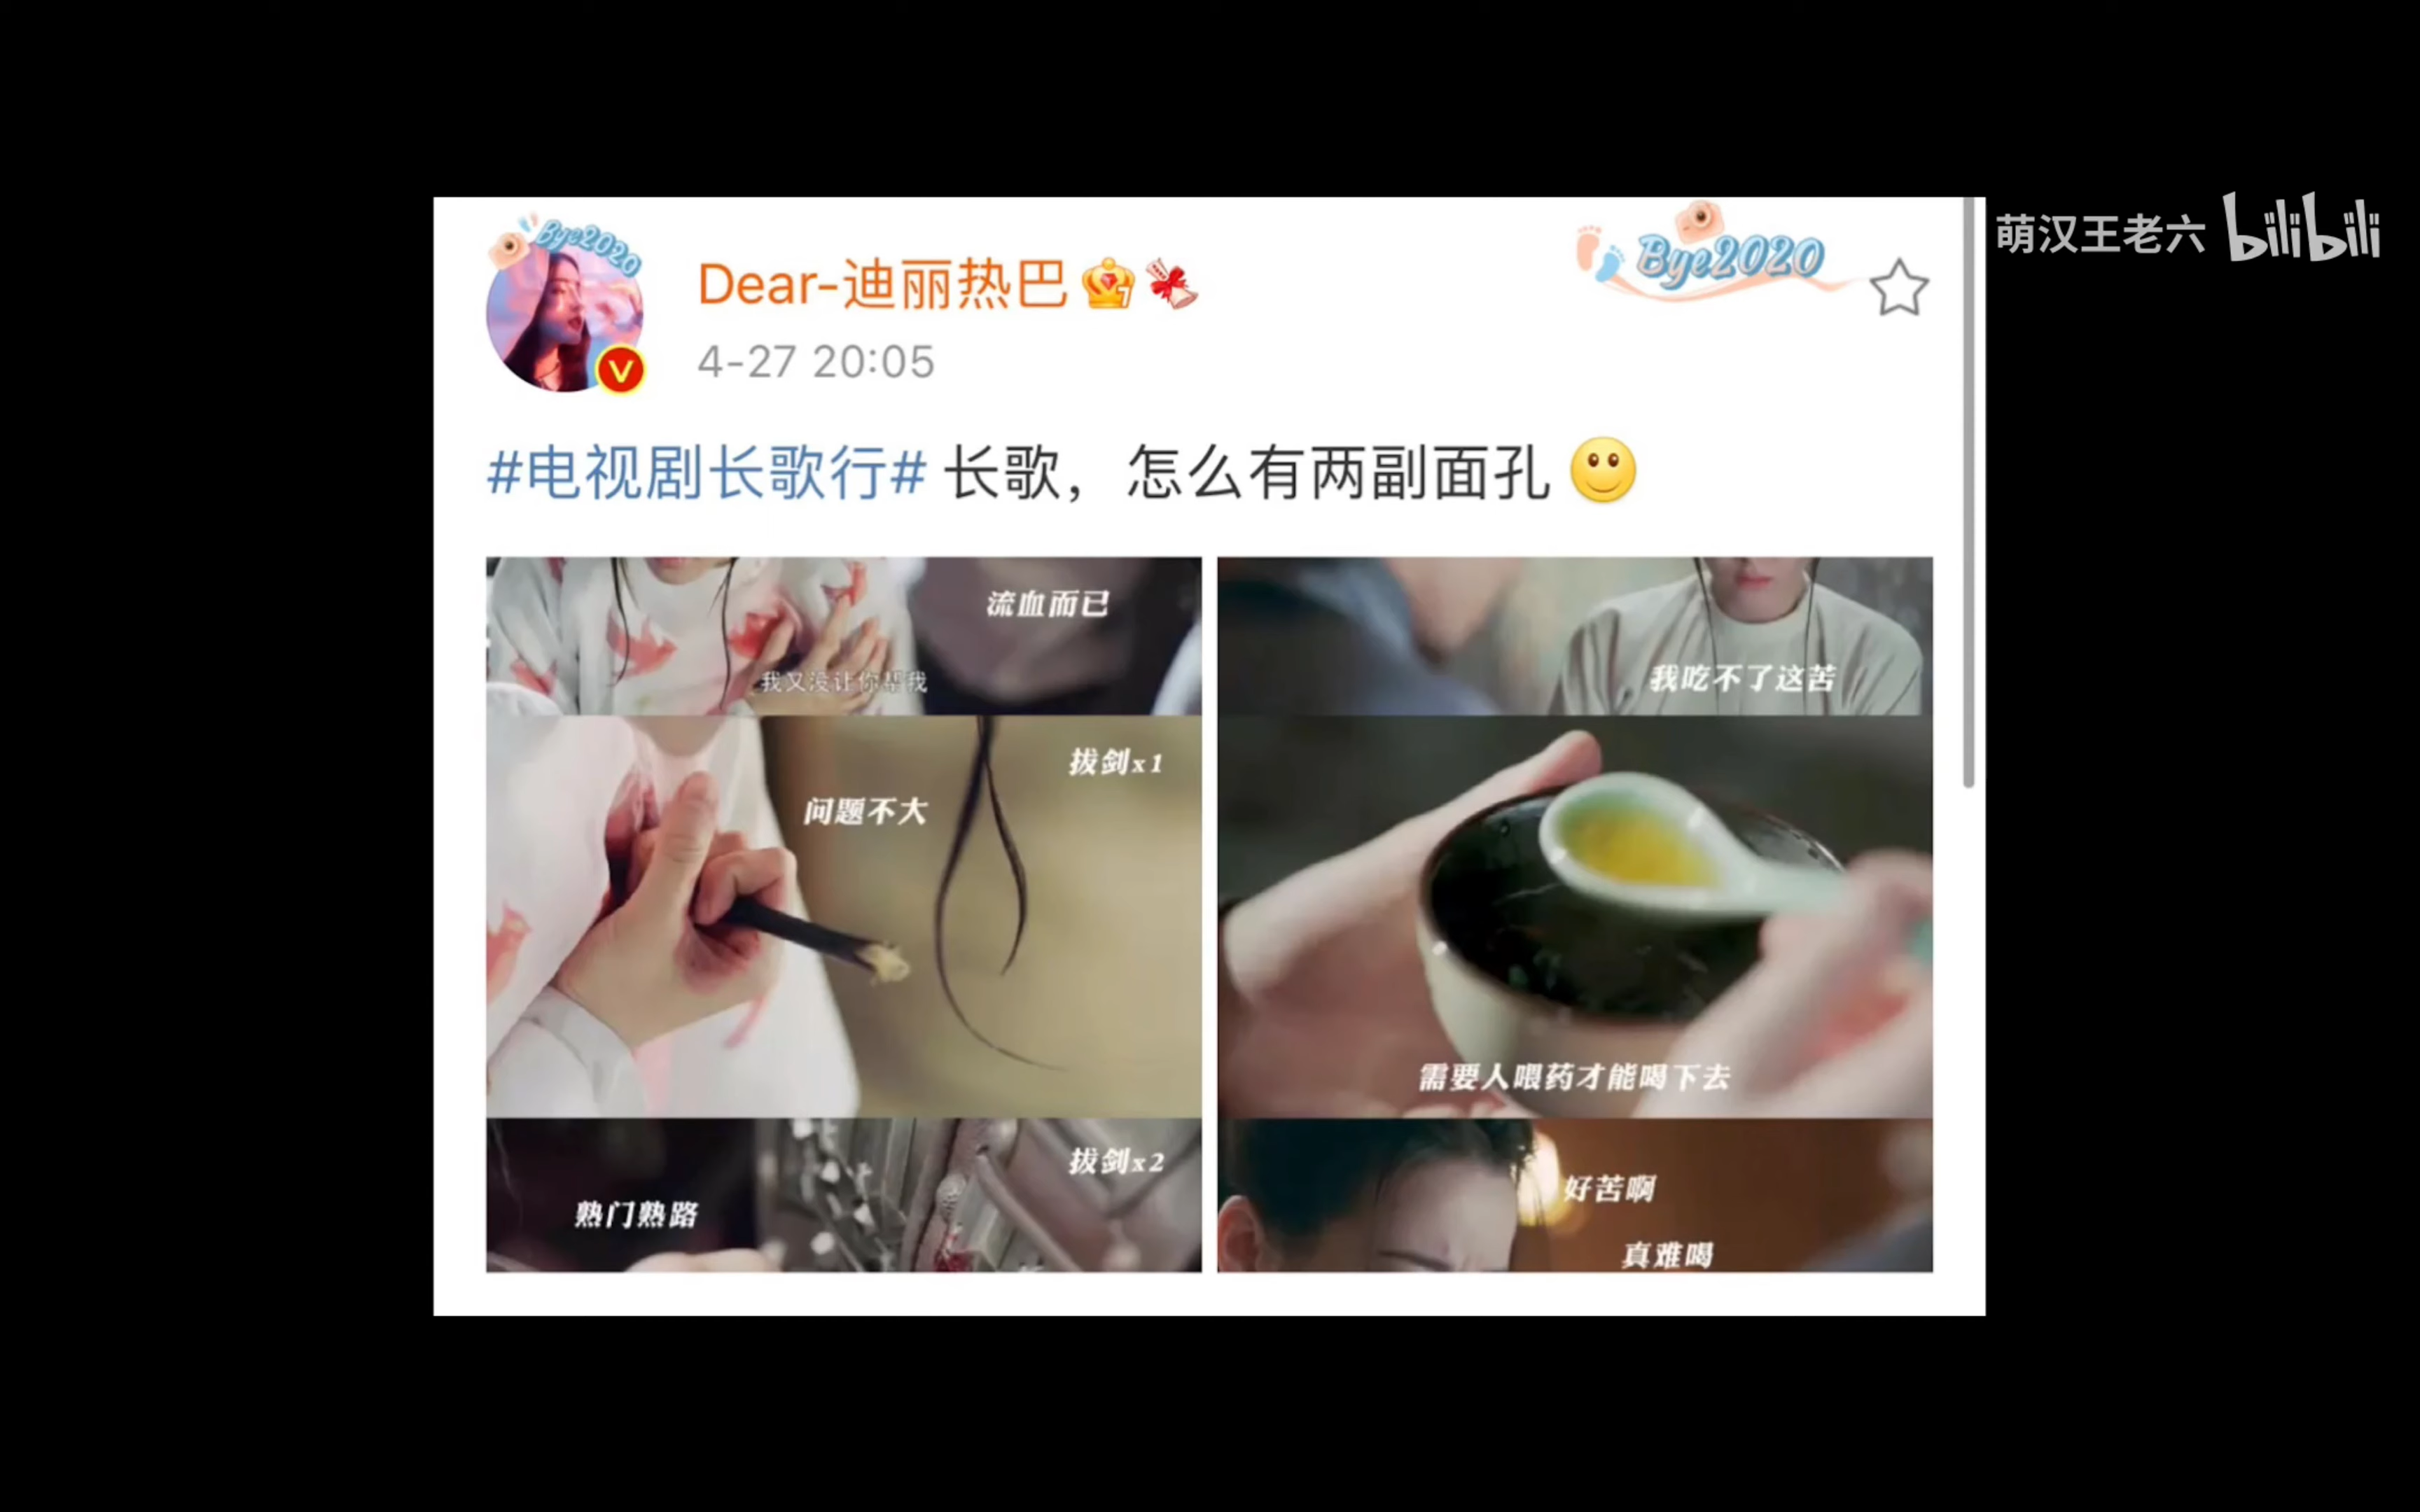 Bye2020
Bye2020
萌汉王老六 bilibili
Dear-迪丽热巴
4-27 20:05
#电视剧长歌行# 长歌，怎么有两副面孔
流血而已
我又没让你帮我
拔剑x1
问题不大
拔剑x2
熟门熟路
我吃不了这苦
需要人喂药才能喝下去
好苦啊
真难喝